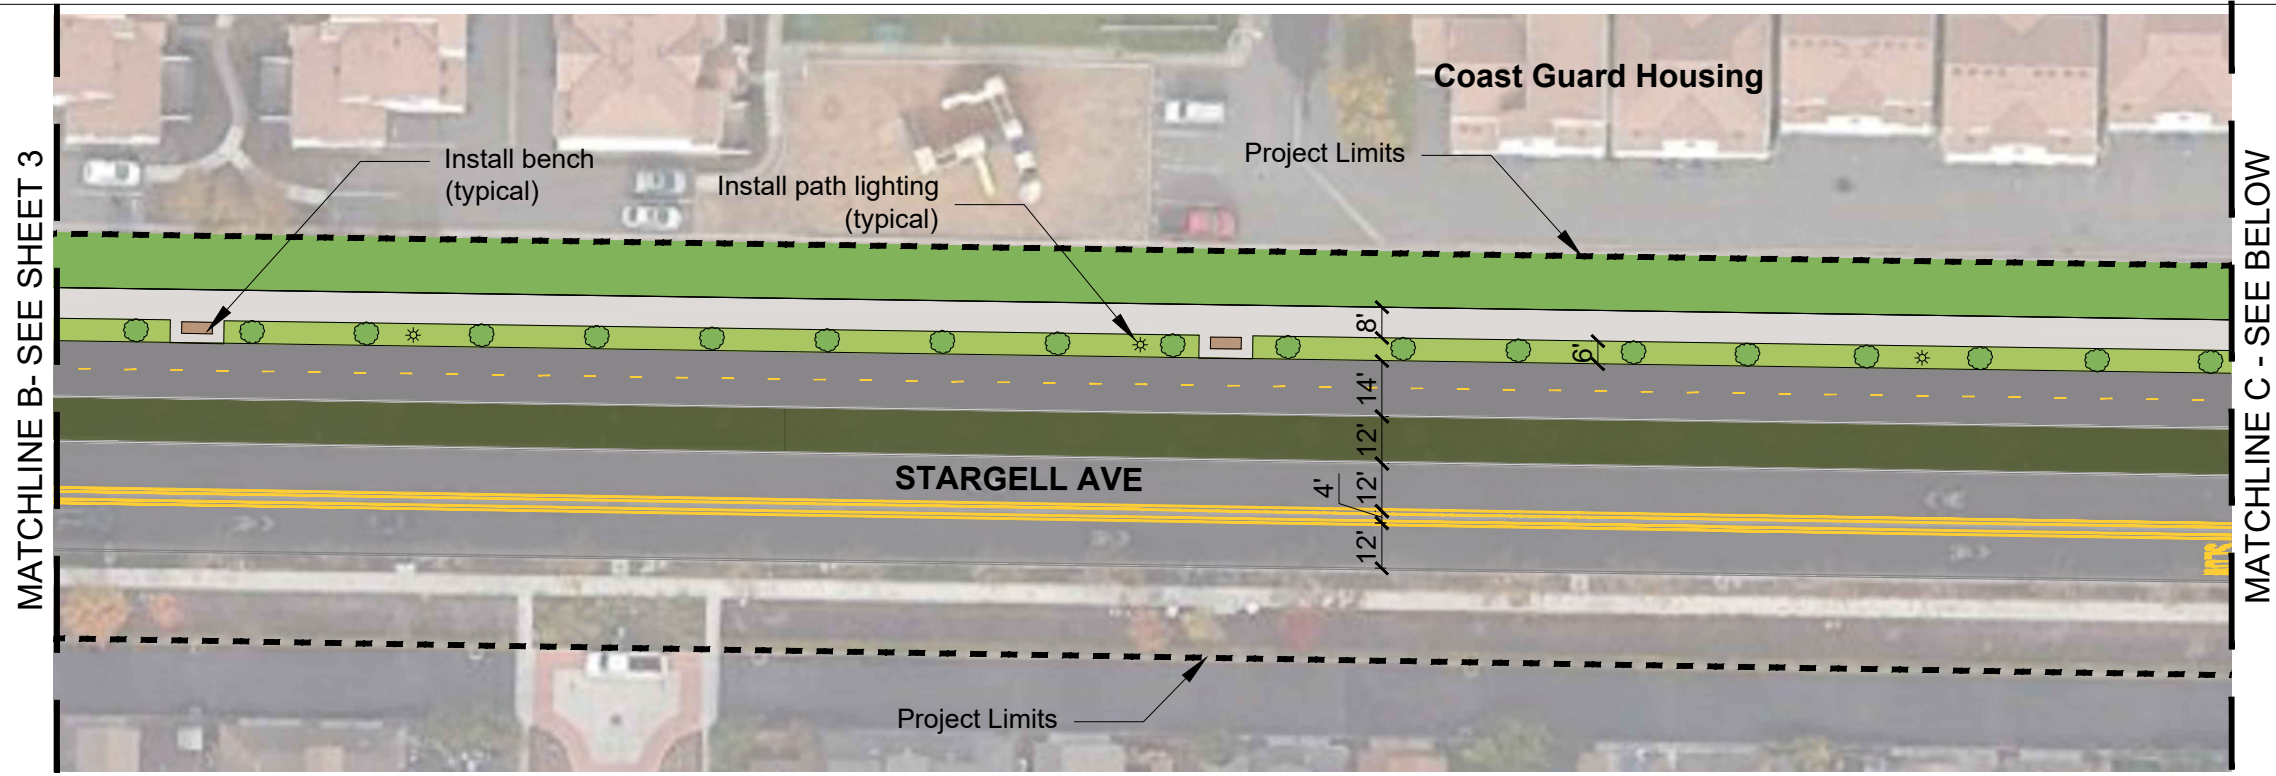 Coast Guard Housing
Install bench
(typical)
Project Limits
Install path lighting
(typical)
MATCHLINE B- SEE SHEET 3
MATCHLINE C - SEE BELOW
8'
6'
14'
12'
STARGELL AVE
12'
4'
12'
Project Limits